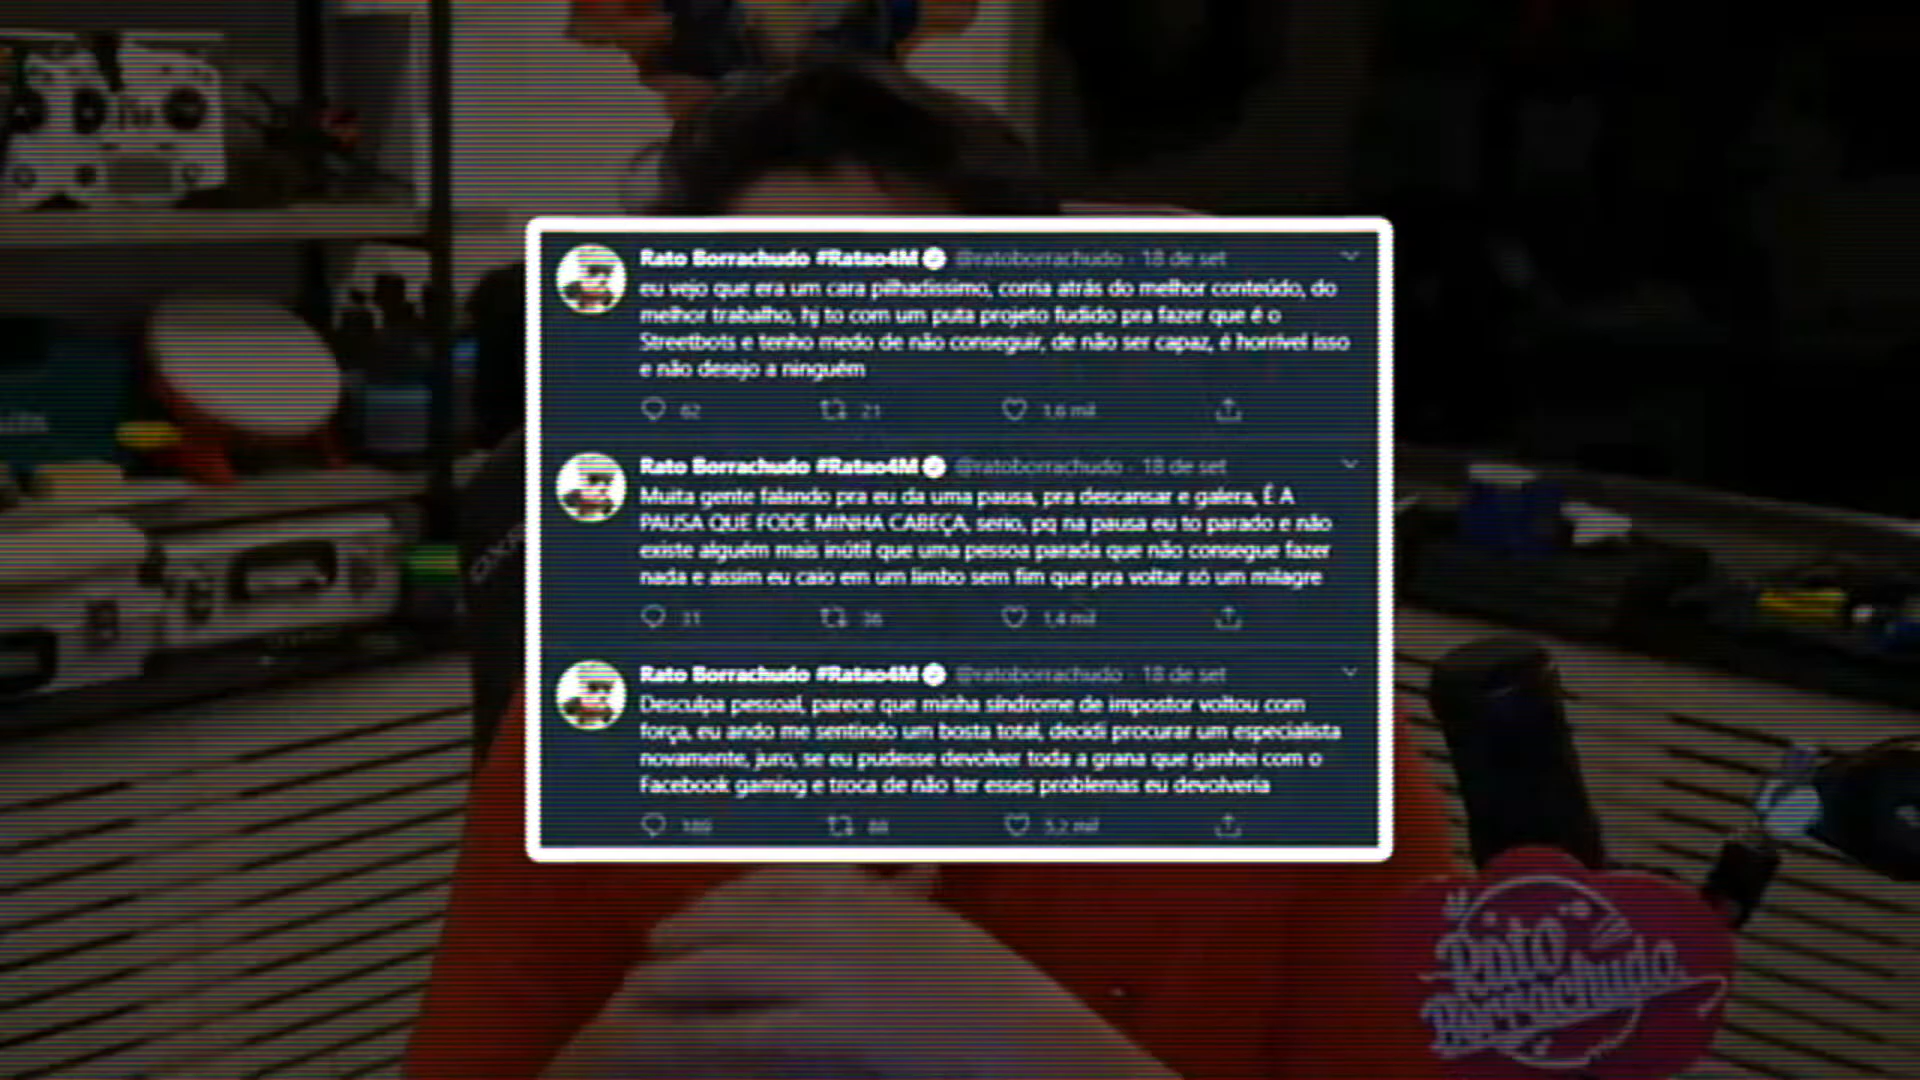 Rato Borrachudo #Ratao4M @ratoborrachudo · 18 de set
eu vejo que era um cara pilhadissimo, corria atrás do melhor conteúdo, do
melhor trabalho, hj to com um puta projeto fudido pra fazer que é o
Streetbots e tenho medo de não conseguir, de não ser capaz, é horrível isso
e não desejo a ninguém
62 21 1,6 mil
Rato Borrachudo #Ratao4M @ratoborrachudo · 18 de set
Muita gente falando pra eu da uma pausa, pra descansar e galera, É A
PAUSA QUE FODE MINHA CABEÇA, serio, pq na pausa eu to parado e não
existe alguém mais inútil que uma pessoa parada que não consegue fazer
nada e assim eu caio em um limbo sem fim que pra voltar só um milagre
31 36 1,4 mil
Rato Borrachudo #Ratao4M @ratoborrachudo · 18 de set
Desculpa pessoal, parece que minha síndrome de impostor voltou com
força, eu ando me sentindo um bosta total, decidi procurar um especialista
novamente, juro, se eu pudesse devolver toda a grana que ganhei com o
Facebook gaming e troca de não ter esses problemas eu devolveria
88
Rato
Borrachudo